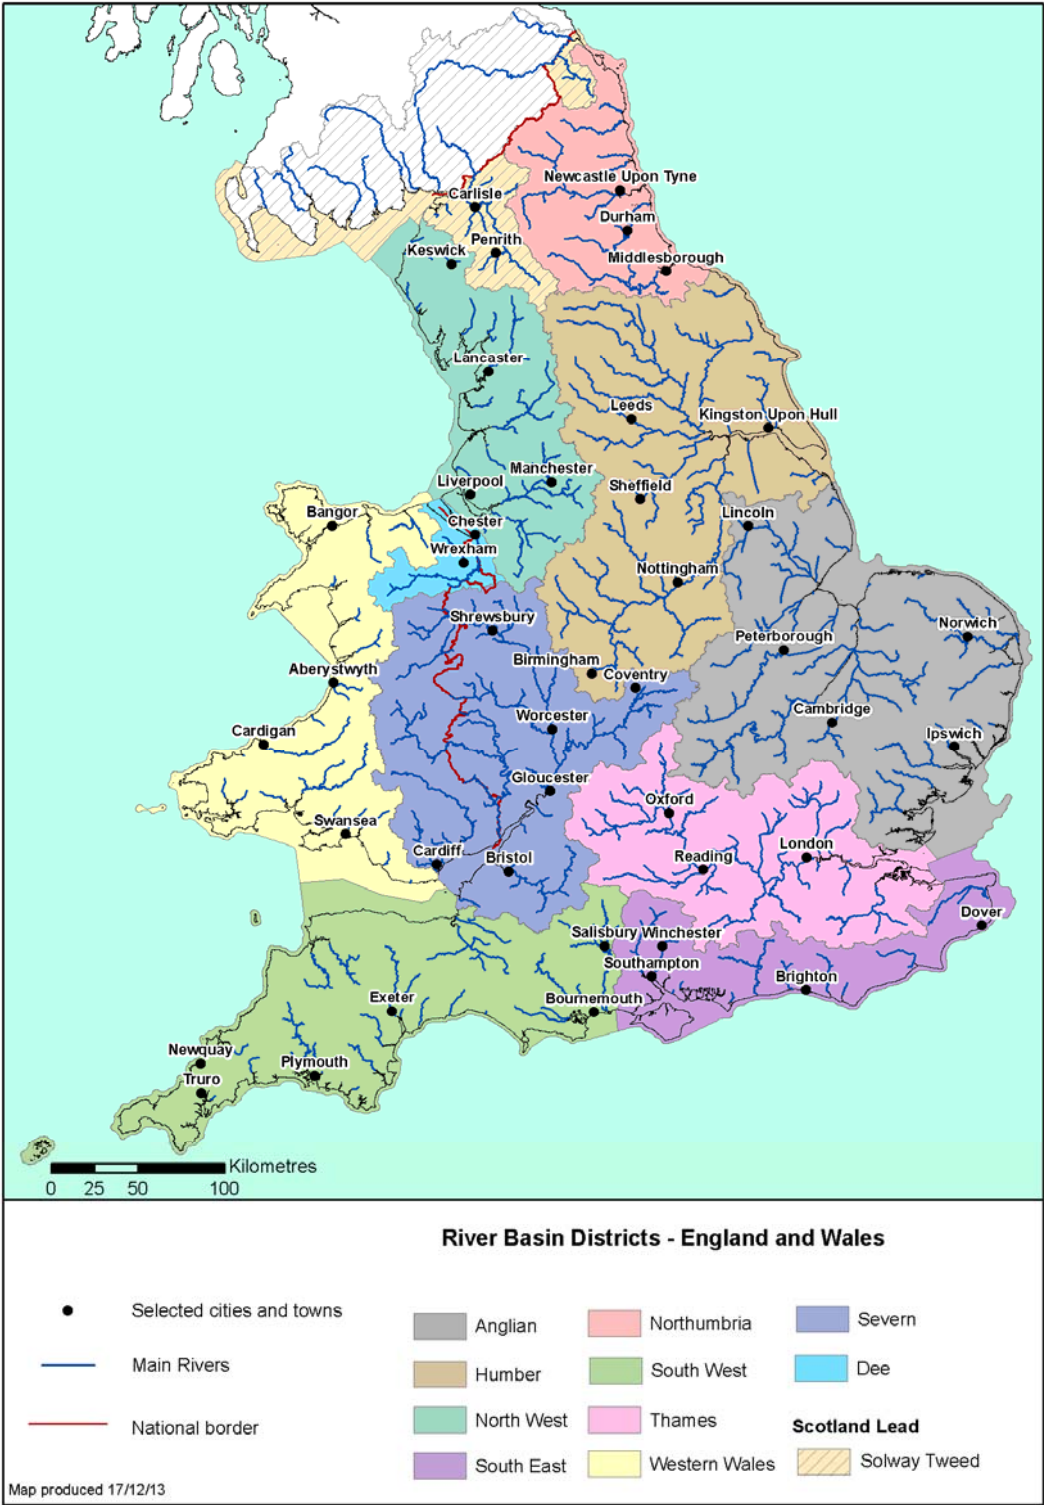 Newcastle Upon Tyne
Carlisle
Durham
Penrith
Keswick
Middlesborough
Lancaster
Leeds
Kingston Upon Hull
Manchester
Liverpool
Sheffield
Bangor
Lincoln
Chester
Wrexham
Nottingham
Shrewsbury
Norwich
Peterborough
Birmingham
Aberystwyth
Coventry
Cambridge
Worcester
Cardigan
Ipswich
Gloucester
Oxford
Swansea
London
Cardiff
Bristol
Reading
Dover
Salisbury Winchester
Southampton
Brighton
Exeter
Bournemouth
Newquay
Plymouth
Truro
Kilometres
0 25 50 100
River Basin Districts - England and Wales
Selected cities and towns
Main Rivers
National border
Anglian
Humber
North West
South East
Northumbria
South West
Thames
Western Wales
Severn
Dee
Scotland Lead
Solway Tweed
Map produced 17/12/13